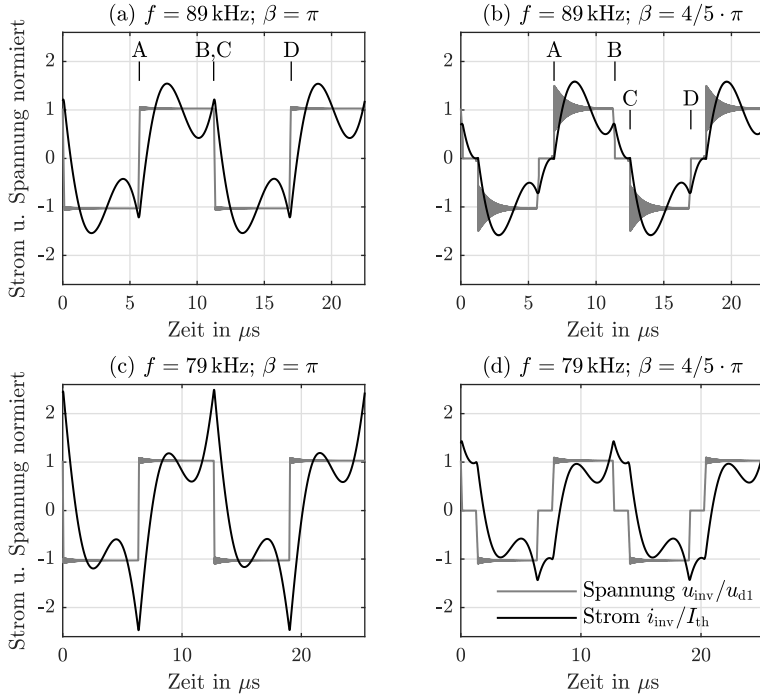 (a) f = 89 kHz; β = π
(b) f = 89 kHz; β = 4/5 · π
A
B,C
D
A
B
C
D
Strom u. Spannung normiert
2
1
0
-1
-2
2
1
0
-1
-2
0
5
10
15
20
0
5
10
15
20
Zeit in μs
Zeit in μs
(c) f = 79 kHz; β = π
(d) f = 79 kHz; β = 4/5 · π
Strom u. Spannung normiert
2
1
0
-1
-2
2
1
0
-1
-2
Spannung u_inv/u_d1
Strom i_inv/I_th
0
10
20
0
10
20
Zeit in μs
Zeit in μs